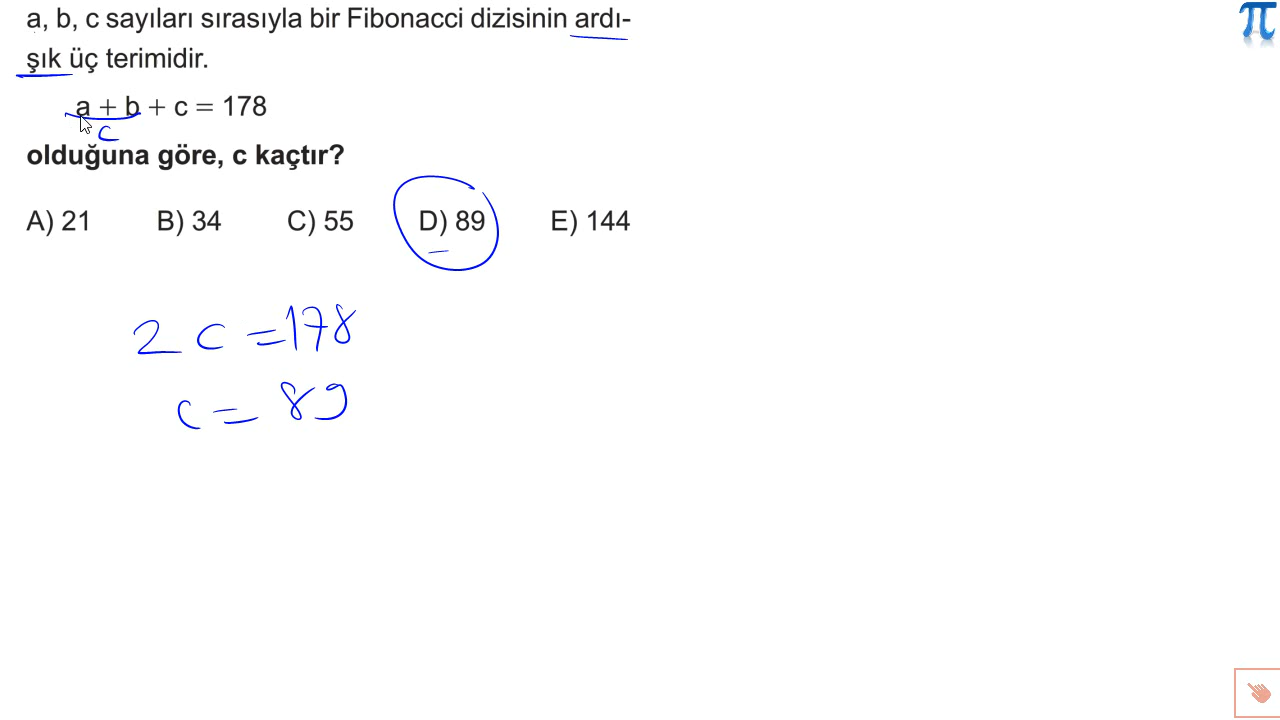 a, b, c sayıları sırasıyla bir Fibonacci dizisinin ardı-
şık üç terimidir.
a + b + c = 178
c
olduğuna göre, c kaçtır?
A) 21 B) 34 C) 55 D) 89 E) 144
2 c = 178
c = 89
π